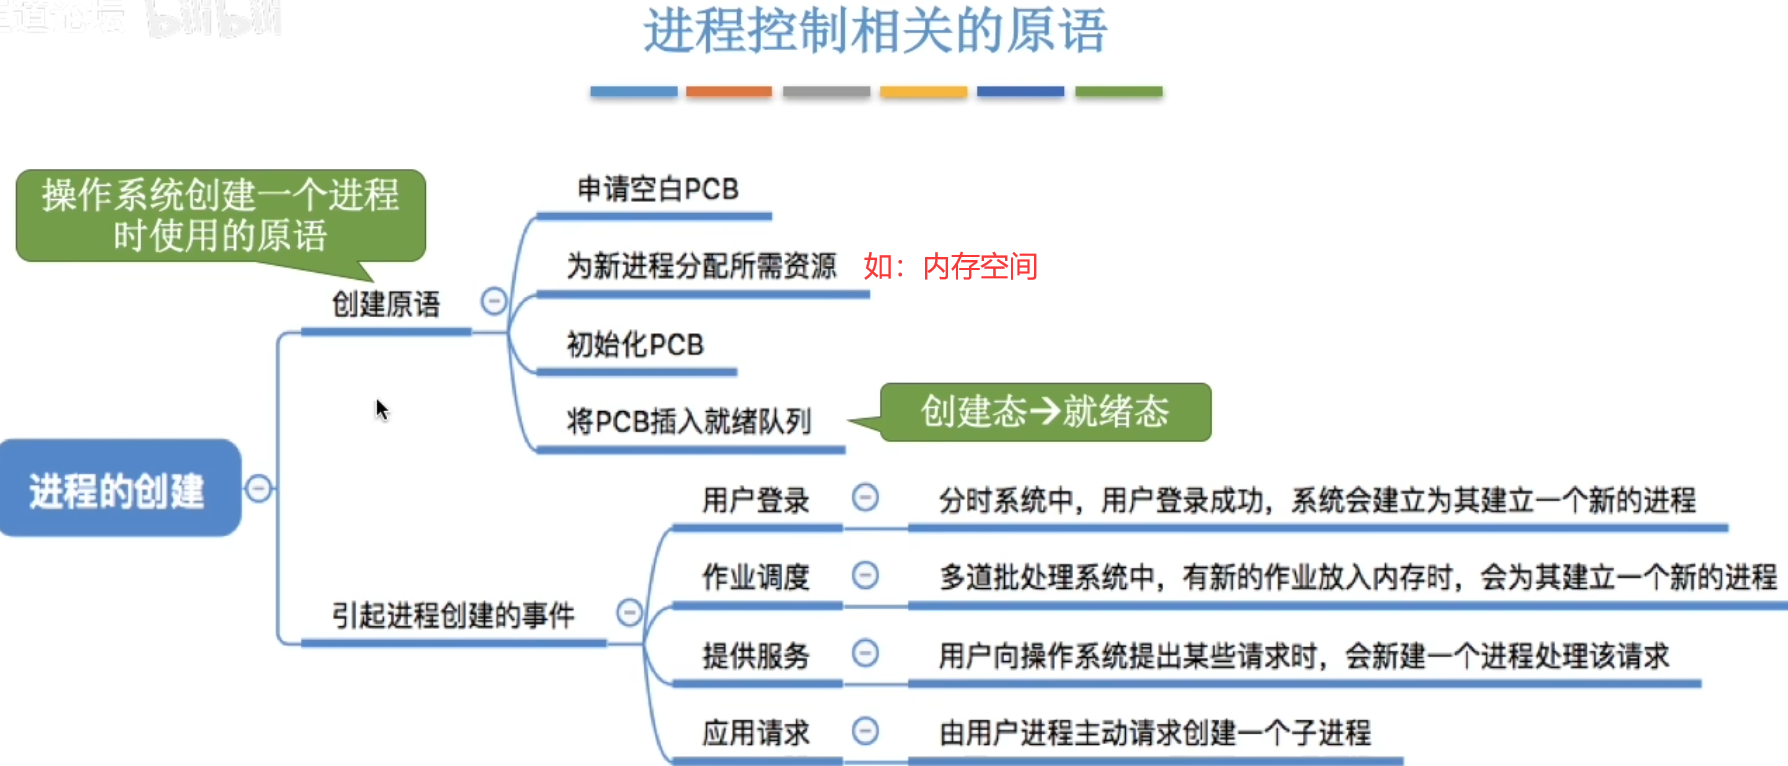 bilibili
进程控制相关的原语
操作系统创建一个进程
时使用的原语
申请空白PCB
为新进程分配所需资源 如：内存空间
创建原语
初始化PCB
将PCB插入就绪队列
创建态→就绪态
进程的创建
用户登录 分时系统中，用户登录成功，系统会建立为其建立一个新的进程
作业调度 多道批处理系统中，有新的作业放入内存时，会为其建立一个新的进程
引起进程创建的事件
提供服务 用户向操作系统提出某些请求时，会新建一个进程处理该请求
应用请求 由用户进程主动请求创建一个子进程